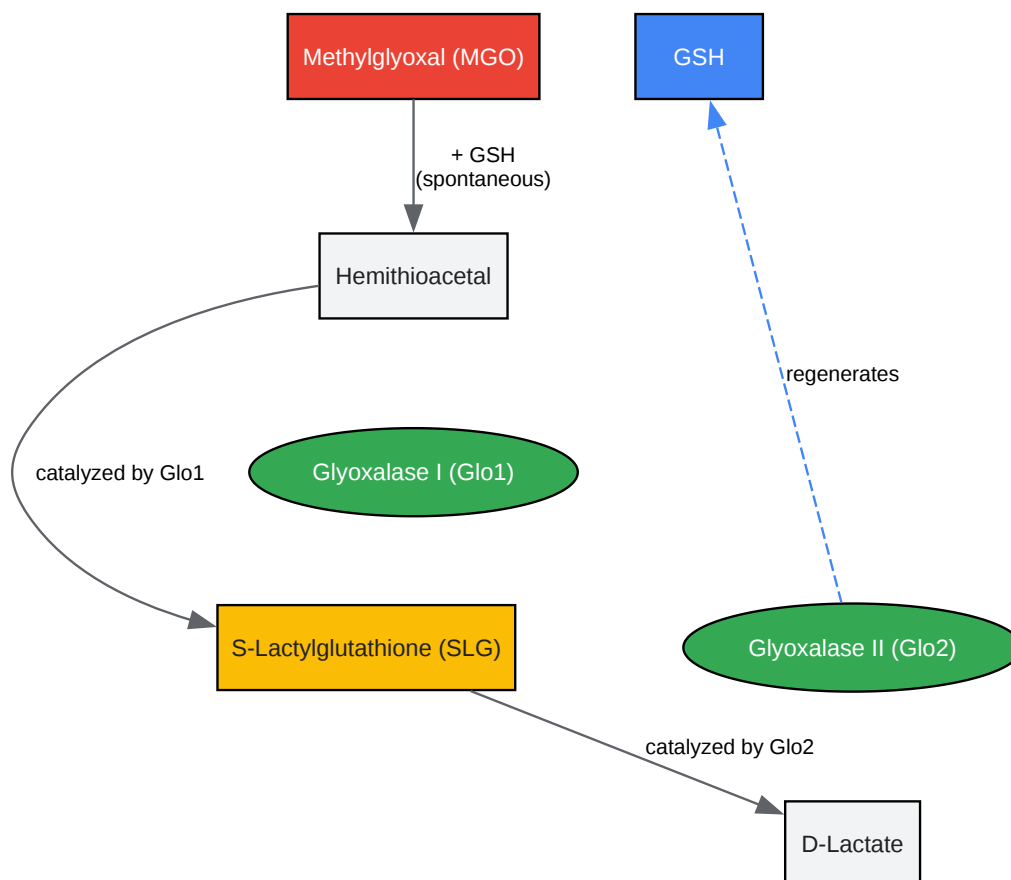 Methylglyoxal (MGO)
GSH
+ GSH
(spontaneous)
Hemithioacetal
regenerates
catalyzed by Glo1
Glyoxalase I (Glo1)
S-Lactylglutathione (SLG)
Glyoxalase II (Glo2)
catalyzed by Glo2
D-Lactate